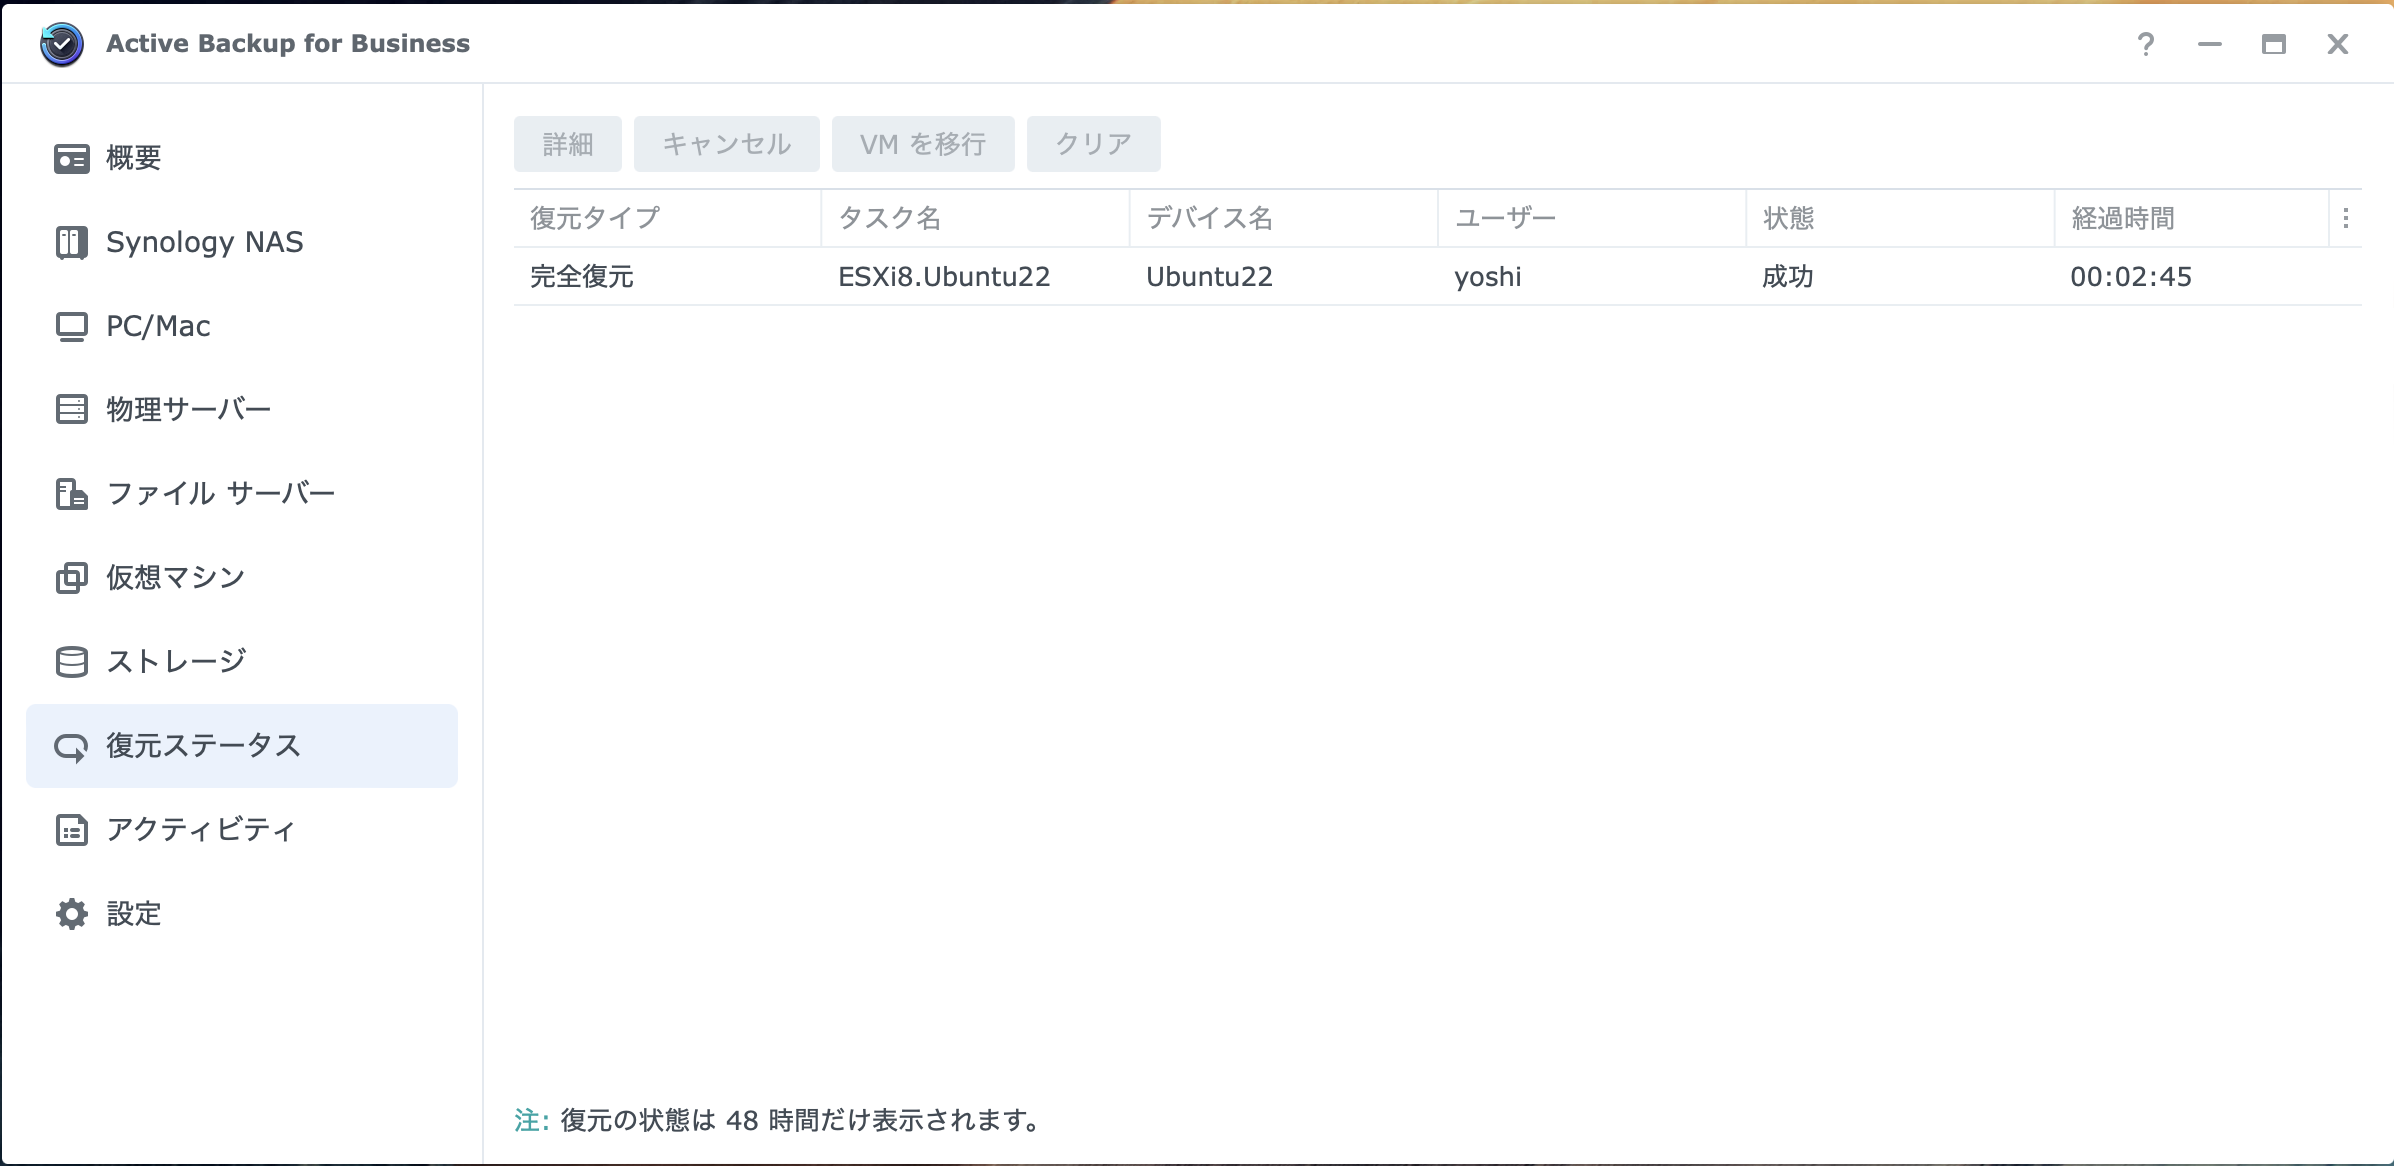 Active Backup for Business
概要
Synology NAS
PC/Mac
物理サーバー
ファイル サーバー
仮想マシン
ストレージ
復元ステータス
アクティビティ
設定
詳細 キャンセル VM を移行 クリア
復元タイプ タスク名 デバイス名 ユーザー 状態 経過時間
完全復元 ESXi8.Ubuntu22 Ubuntu22 yoshi 成功 00:02:45
注: 復元の状態は 48 時間だけ表示されます。